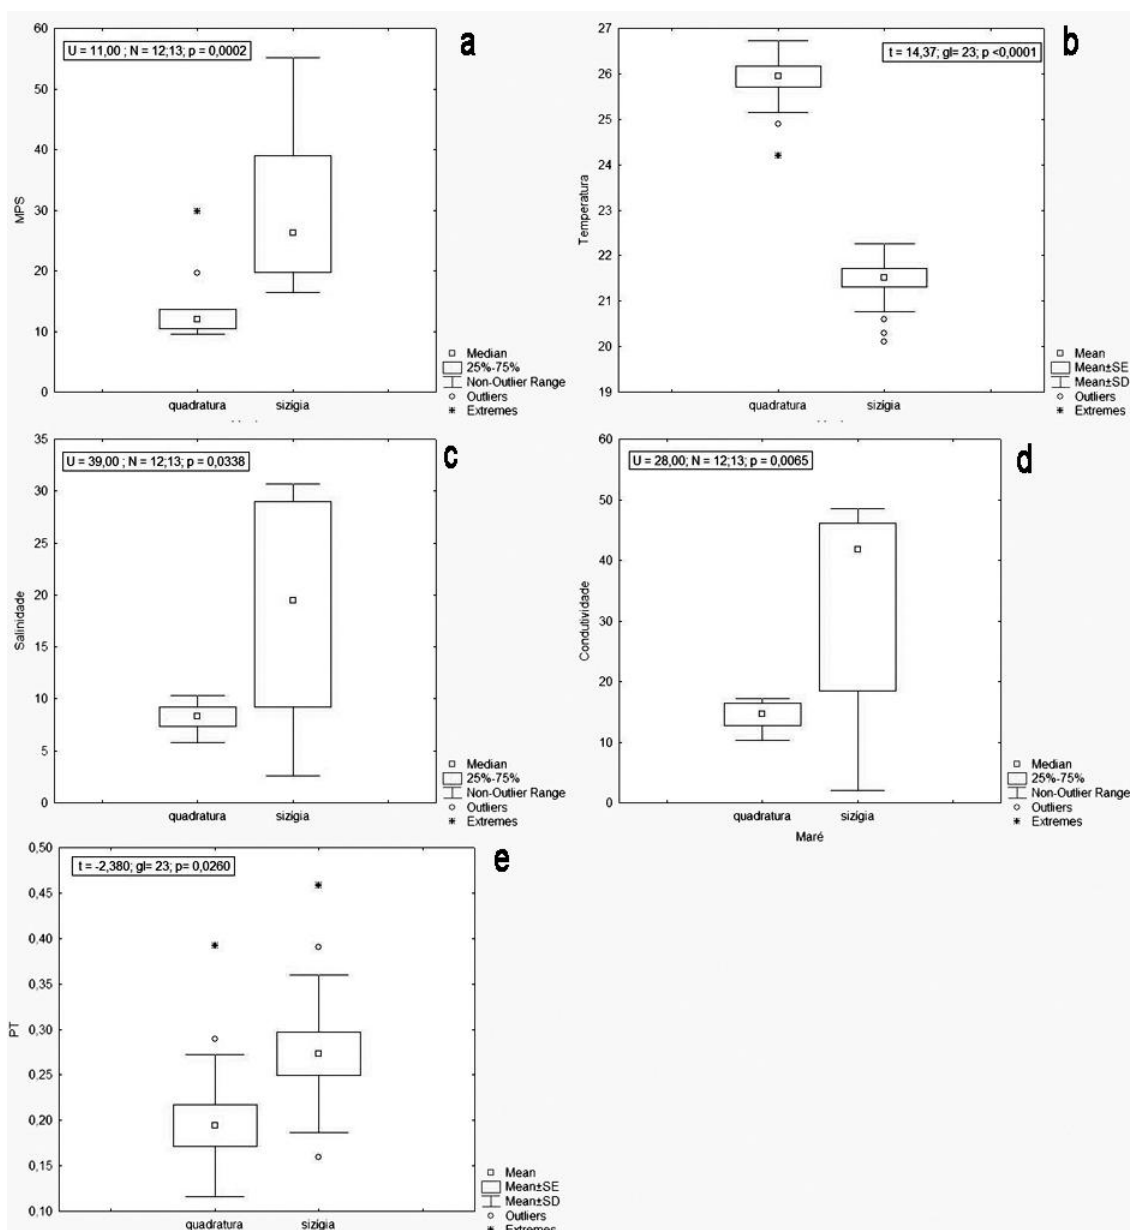 a
U = 11,00 ; N = 12;13; p = 0,0002
MPS
60
50
40
30
20
10
0
quadratura
sizígia
Median
25%-75%
Non-Outlier Range
Outliers
Extremes
b
t = 14,37; gl= 23; p <0,0001
Temperatura
27
26
25
24
23
22
21
20
19
quadratura
sizígia
Mean
Mean±SE
Mean±SD
Outliers
Extremes
c
U = 39,00 ; N = 12;13; p = 0,0338
Salinidade
35
30
25
20
15
10
5
0
quadratura
sizígia
Median
25%-75%
Non-Outlier Range
Outliers
Extremes
d
U = 28,00; N = 12;13; p = 0,0065
Condutividade
60
50
40
30
20
10
0
quadratura
sizígia
Maré
Median
25%-75%
Non-Outlier Range
Outliers
Extremes
e
t = -2,380; gl= 23; p= 0,0260
PT
0,50
0,45
0,40
0,35
0,30
0,25
0,20
0,15
0,10
quadratura
sizígia
Mean
Mean±SE
Mean±SD
Outliers
Extremes